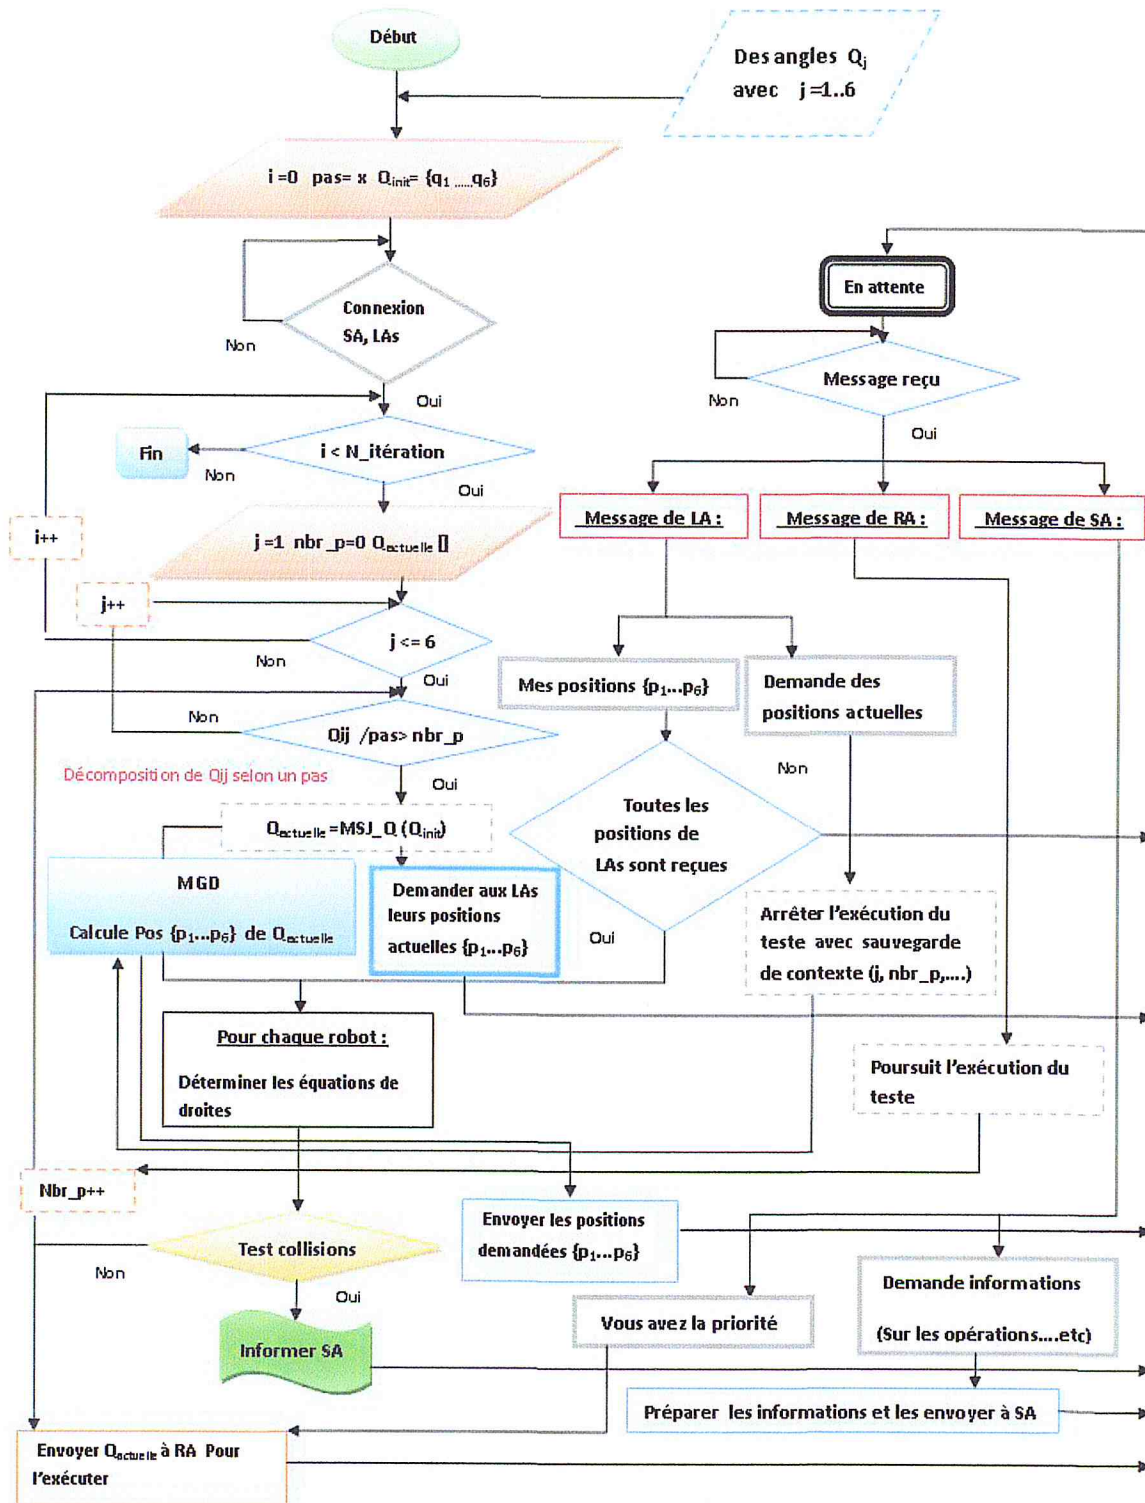 Début
Des angles Qj
avec j =1..6
i =0 pas= x Qinit= {q1 ......q6}
Connexion
SA, LAs
Non
Oui
En attente
Message reçu
Non
Oui
Fin
i < N_itération
Non
Oui
Message de LA :
Message de RA :
Message de SA :
i++
j =1 nbr_p=0 Qactuelle []
j++
j <= 6
Non
Oui
Mes positions {p1...p6}
Demande des
positions actuelles
Non
Qij /pas> nbr_p
Décomposition de Qij selon un pas
Oui
Non
Toutes les
positions de
LAs sont reçues
Oui
Qactuelle =MSJ_Q (Qinit)
MGD
Calcule Pos {p1...p6} de Qactuelle
Demander aux LAs
leurs positions
actuelles {p1...p6}
Arrêter l'exécution du
teste avec sauvegarde
de contexte (j, nbr_p,....)
Pour chaque robot :
Déterminer les équations de
droites
Poursuit l'exécution du
teste
Nbr_p++
Envoyer les positions
demandées {p1...p6}
Test collisions
Non
Oui
Demande informations
(Sur les opérations....etc)
Vous avez la priorité
Informer SA
Préparer les informations et les envoyer à SA
Envoyer Qactuelle à RA Pour
l'exécuter